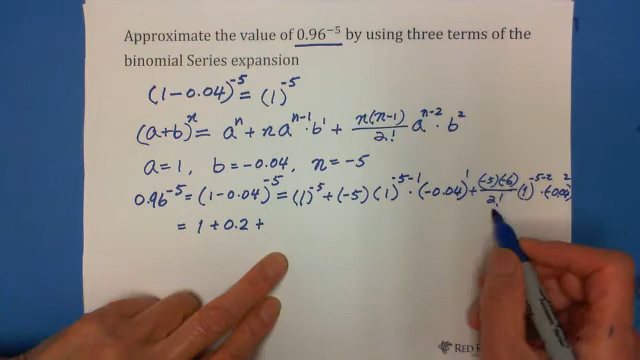 Approximate the value of 0.96⁻⁵ by using three terms of the
binomial Series expansion
(1-0.04)⁻⁵ = (1)⁻⁵
(a+b)ⁿ = aⁿ + n aⁿ⁻¹·b¹ + n(n-1)/2! aⁿ⁻²·b²
a=1, b=-0.04, n=-5
0.96⁻⁵ = (1-0.04)⁻⁵ = (1)⁻⁵ + (-5)(1)⁻⁵⁻¹·(-0.04)¹ + (-5)(-6)/2! (1)⁻⁵⁻²·
= 1 + 0.2 +
RED R